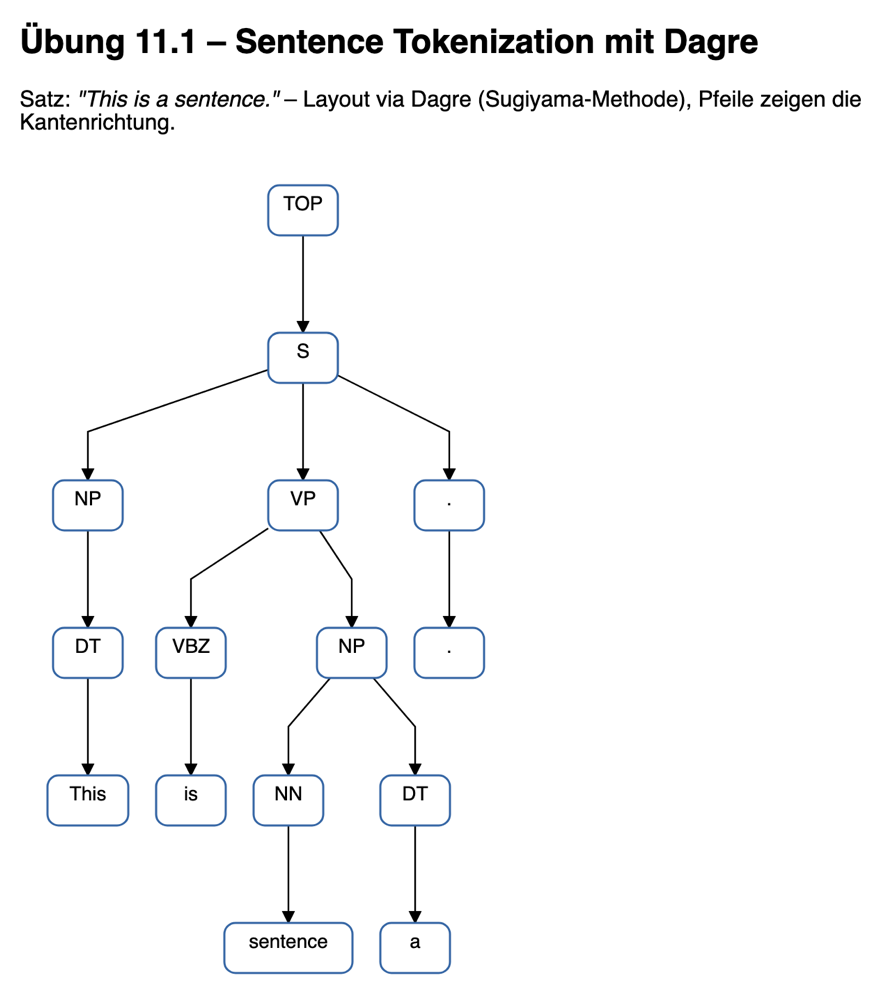 Übung 11.1 – Sentence Tokenization mit Dagre
Satz: "This is a sentence." – Layout via Dagre (Sugiyama-Methode), Pfeile zeigen die
Kantenrichtung.
TOP
S
NP
VP
.
DT
VBZ
NP
.
This
is
NN
DT
sentence
a